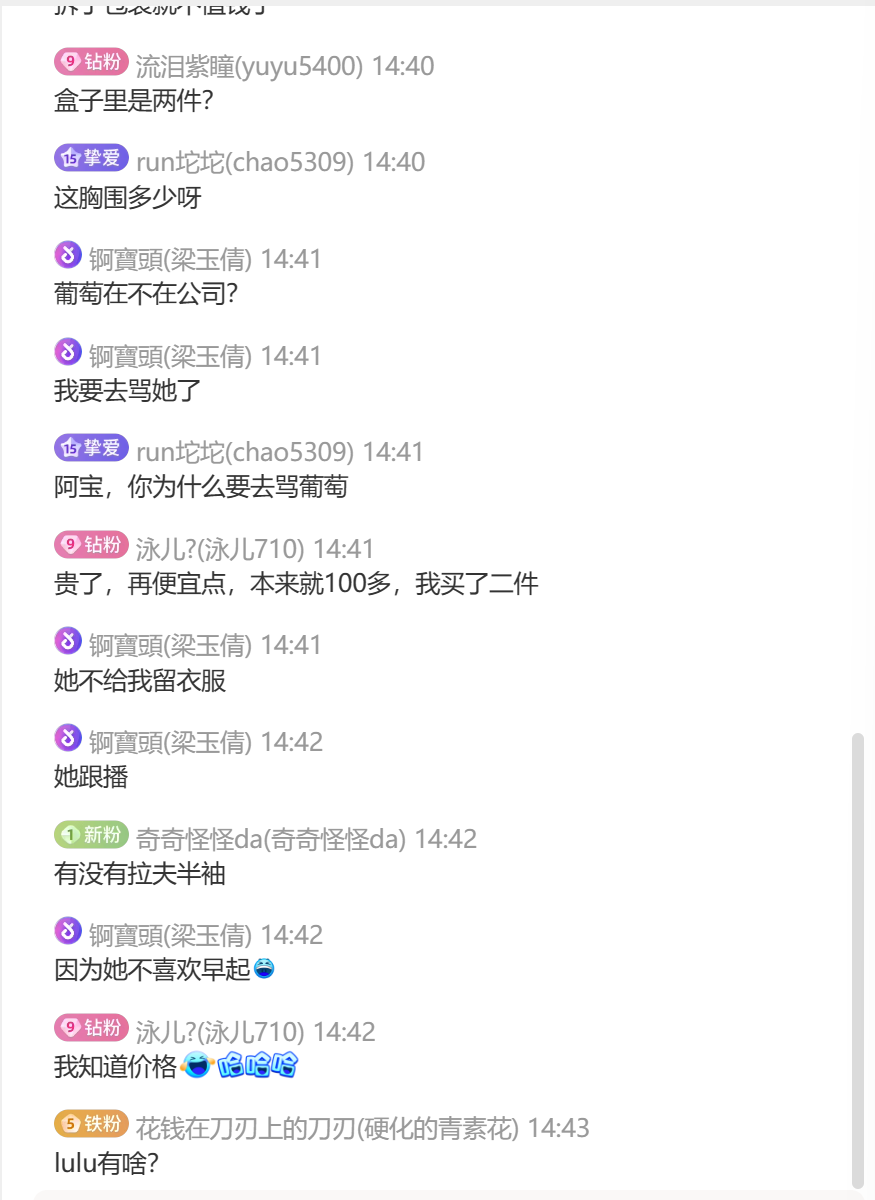 拆了包装就不值钱了
9 钻粉 流泪紫瞳(yuyu5400) 14:40
盒子里是两件?
15 挚爱 run坨坨(chao5309) 14:40
这胸围多少呀
锕寶頭(梁玉倩) 14:41
葡萄在不在公司?
锕寶頭(梁玉倩) 14:41
我要去骂她了
15 挚爱 run坨坨(chao5309) 14:41
阿宝，你为什么要去骂葡萄
9 钻粉 泳儿?(泳儿710) 14:41
贵了，再便宜点，本来就100多，我买了二件
锕寶頭(梁玉倩) 14:41
她不给我留衣服
锕寶頭(梁玉倩) 14:42
她跟播
1 新粉 奇奇怪怪da(奇奇怪怪da) 14:42
有没有拉夫半袖
锕寶頭(梁玉倩) 14:42
因为她不喜欢早起
9 钻粉 泳儿?(泳儿710) 14:42
我知道价格 哈哈哈
5 铁粉 花钱在刀刃上的刀刃(硬化的青素花) 14:43
lulu有啥?